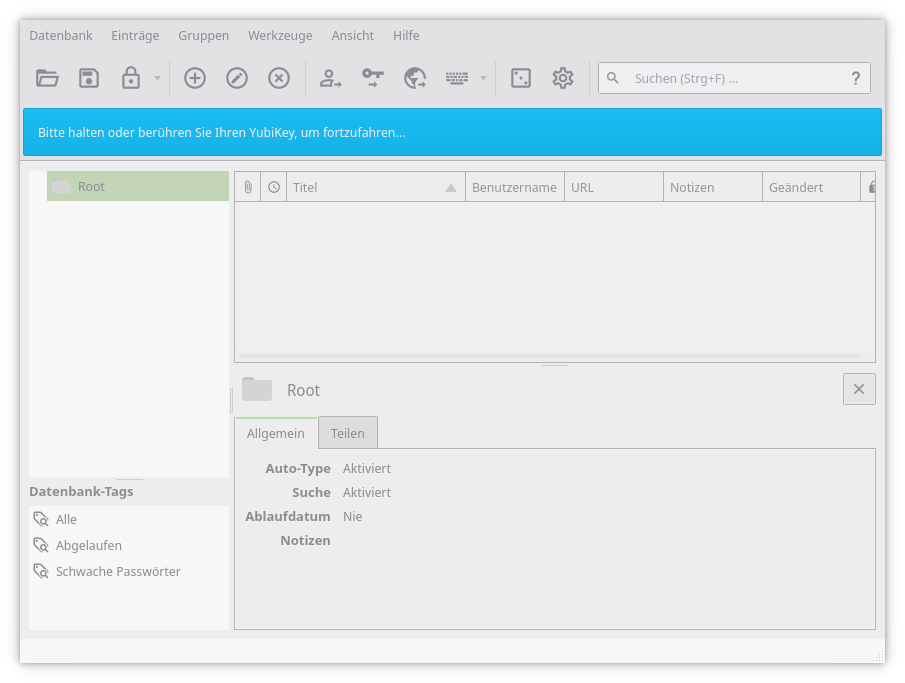 Datenbank Einträge Gruppen Werkzeuge Ansicht Hilfe
Suchen (Strg+F) ... ?
Bitte halten oder berühren Sie Ihren YubiKey, um fortzufahren...
Root
Titel Benutzername URL Notizen Geändert
Root
Allgemein Teilen
Auto-Type Aktiviert
Suche Aktiviert
Ablaufdatum Nie
Notizen
Datenbank-Tags
Alle
Abgelaufen
Schwache Passwörter